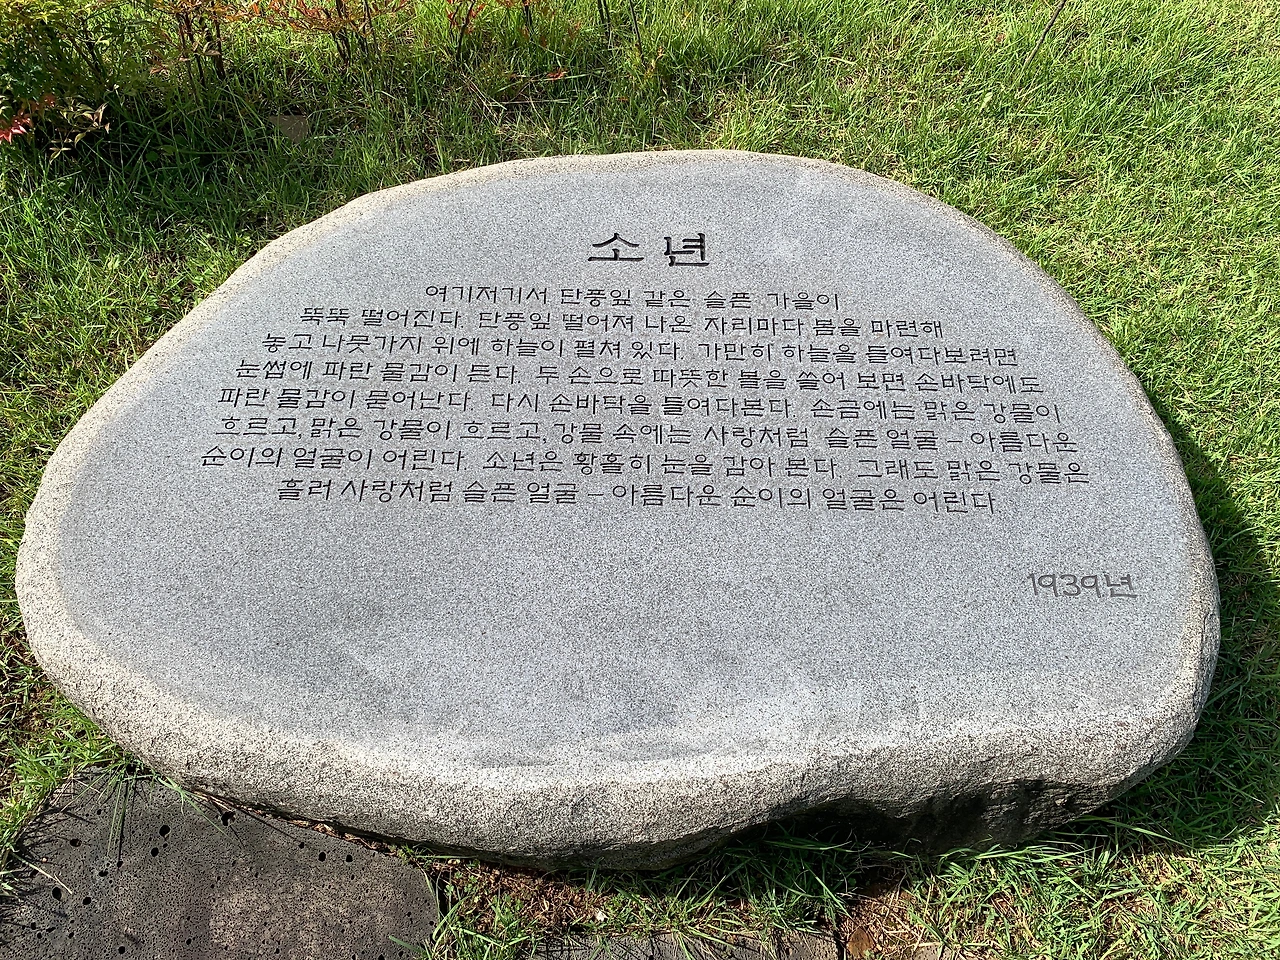 소년
여기저기서 단풍잎 같은 슬픈 가을이
뚝뚝 떨어진다. 단풍잎 떨어져 나온 자리마다 봄을 마련해
놓고 나뭇가지 위에 하늘이 펼쳐 있다. 가만히 하늘을 들여다보려면
눈썹에 파란 물감이 든다. 두 손으로 따뜻한 볼을 쓸어 보면 손바닥에도
파란 물감이 묻어난다. 다시 손바닥을 들여다본다. 손금에는 맑은 강물이
흐르고, 맑은 강물이 흐르고, 강물 속에는 사랑처럼 슬픈 얼굴 – 아름다운
순이의 얼굴이 어린다. 소년은 황홀히 눈을 감아 본다. 그래도 맑은 강물은
흘러 사랑처럼 슬픈 얼굴 – 아름다운 순이의 얼굴은 어린다.
1939년